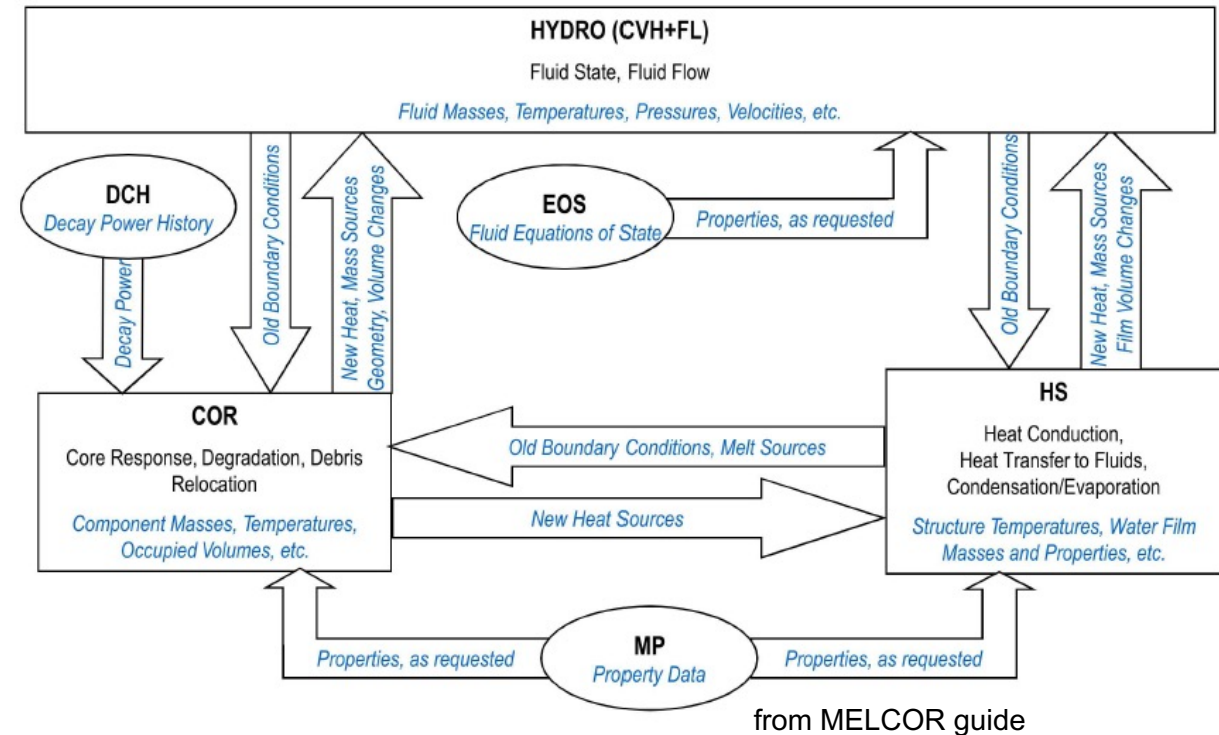 HYDRO (CVH+FL)
Fluid State, Fluid Flow
Fluid Masses, Temperatures, Pressures, Velocities, etc.
DCH
Decay Power History
Decay Power
Old Boundary Conditions
New Heat, Mass Sources
Geometry, Volume Changes
EOS
Fluid Equations of State
Properties, as requested
Old Boundary Conditions
New Heat, Mass Sources
Film Volume Changes
COR
Core Response, Degradation, Debris
Relocation
Component Masses, Temperatures,
Occupied Volumes, etc.
Old Boundary Conditions, Melt Sources
New Heat Sources
HS
Heat Conduction,
Heat Transfer to Fluids,
Condensation/Evaporation
Structure Temperatures, Water Film
Masses and Properties, etc.
Properties, as requested
MP
Property Data
Properties, as requested
from MELCOR guide